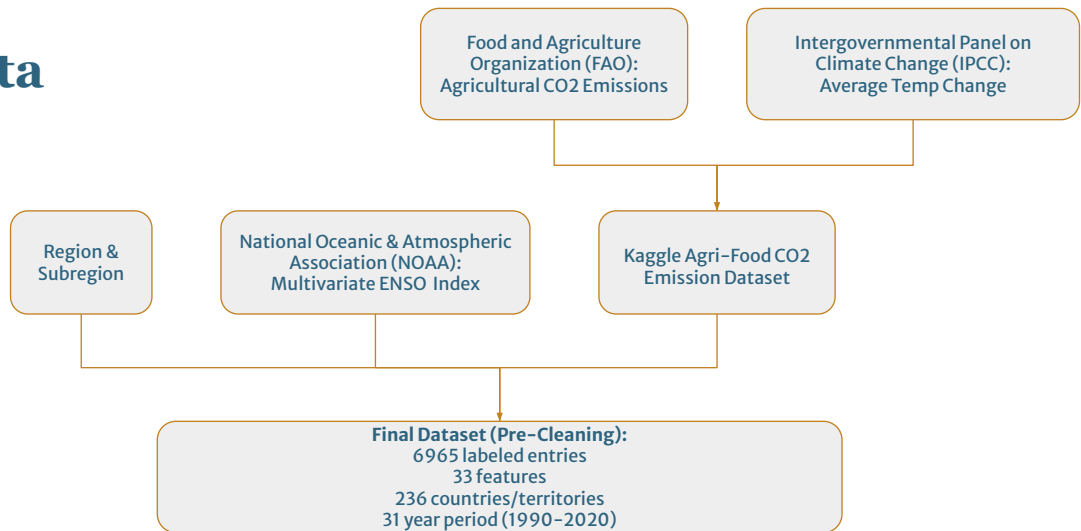 ta
Food and Agriculture
Organization (FAO):
Agricultural CO2 Emissions
Intergovernmental Panel on
Climate Change (IPCC):
Average Temp Change
Region &
Subregion
National Oceanic & Atmospheric
Association (NOAA):
Multivariate ENSO Index
Kaggle Agri-Food CO2
Emission Dataset
Final Dataset (Pre-Cleaning):
6965 labeled entries
33 features
236 countries/territories
31 year period (1990-2020)